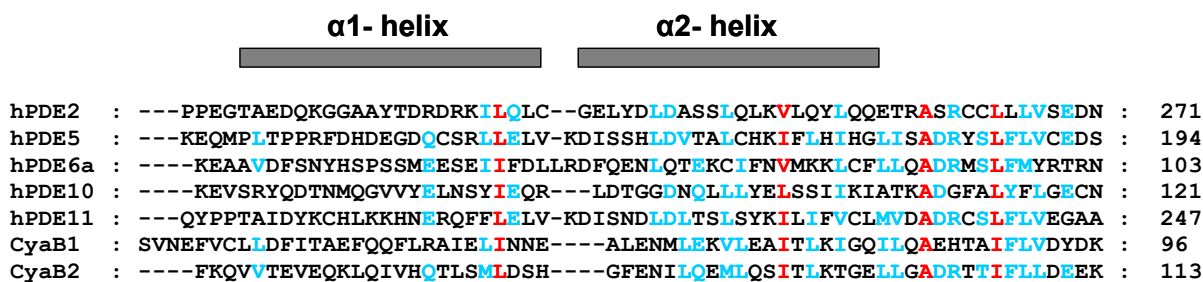 α1- helix α2- helix
hPDE2 : ---PPEGTAEDQKGGAAYTDRDRKILQLC--GELYDLDASSLQLKVLQYLQQETRASRCCLLLVSEDN : 271
hPDE5 : ---KEQMPLTPPRFDHDEGDQCSRLLELV-KDISSHLDVTALCHKIFLHIHGLISADRYSLFLVCEDS : 194
hPDE6a : ----KEAAVDFSNYHSPSSMEESEIIFDLLRDFQENLQTEKCIFNVMKKLCFLLQADRMSLFMYRTRN : 103
hPDE10 : ----KEVSRYQDTNMQGVVYELNSYIEQR---LDTGGDNQLLLYELSSIIKIATKADGFALYFLGECN : 121
hPDE11 : ---QYPPTAIDYKCHLKKHNERQFFLELV-KDISNDLDLTSLSYKILIFVCLMVDADRCSLFLVEGAA : 247
CyaB1 : SVNEFVCLLDFITAEFQQFLRAIELINNE----ALENMLEKVLEAITLKIGQILQAEHTAIFLVDYDK : 96
CyaB2 : ----FKQVVTEVEQKLQIVHQTLSMLDSH----GFENILQEMLQSITLKTGELLGADRTTIFLLDEEK : 113